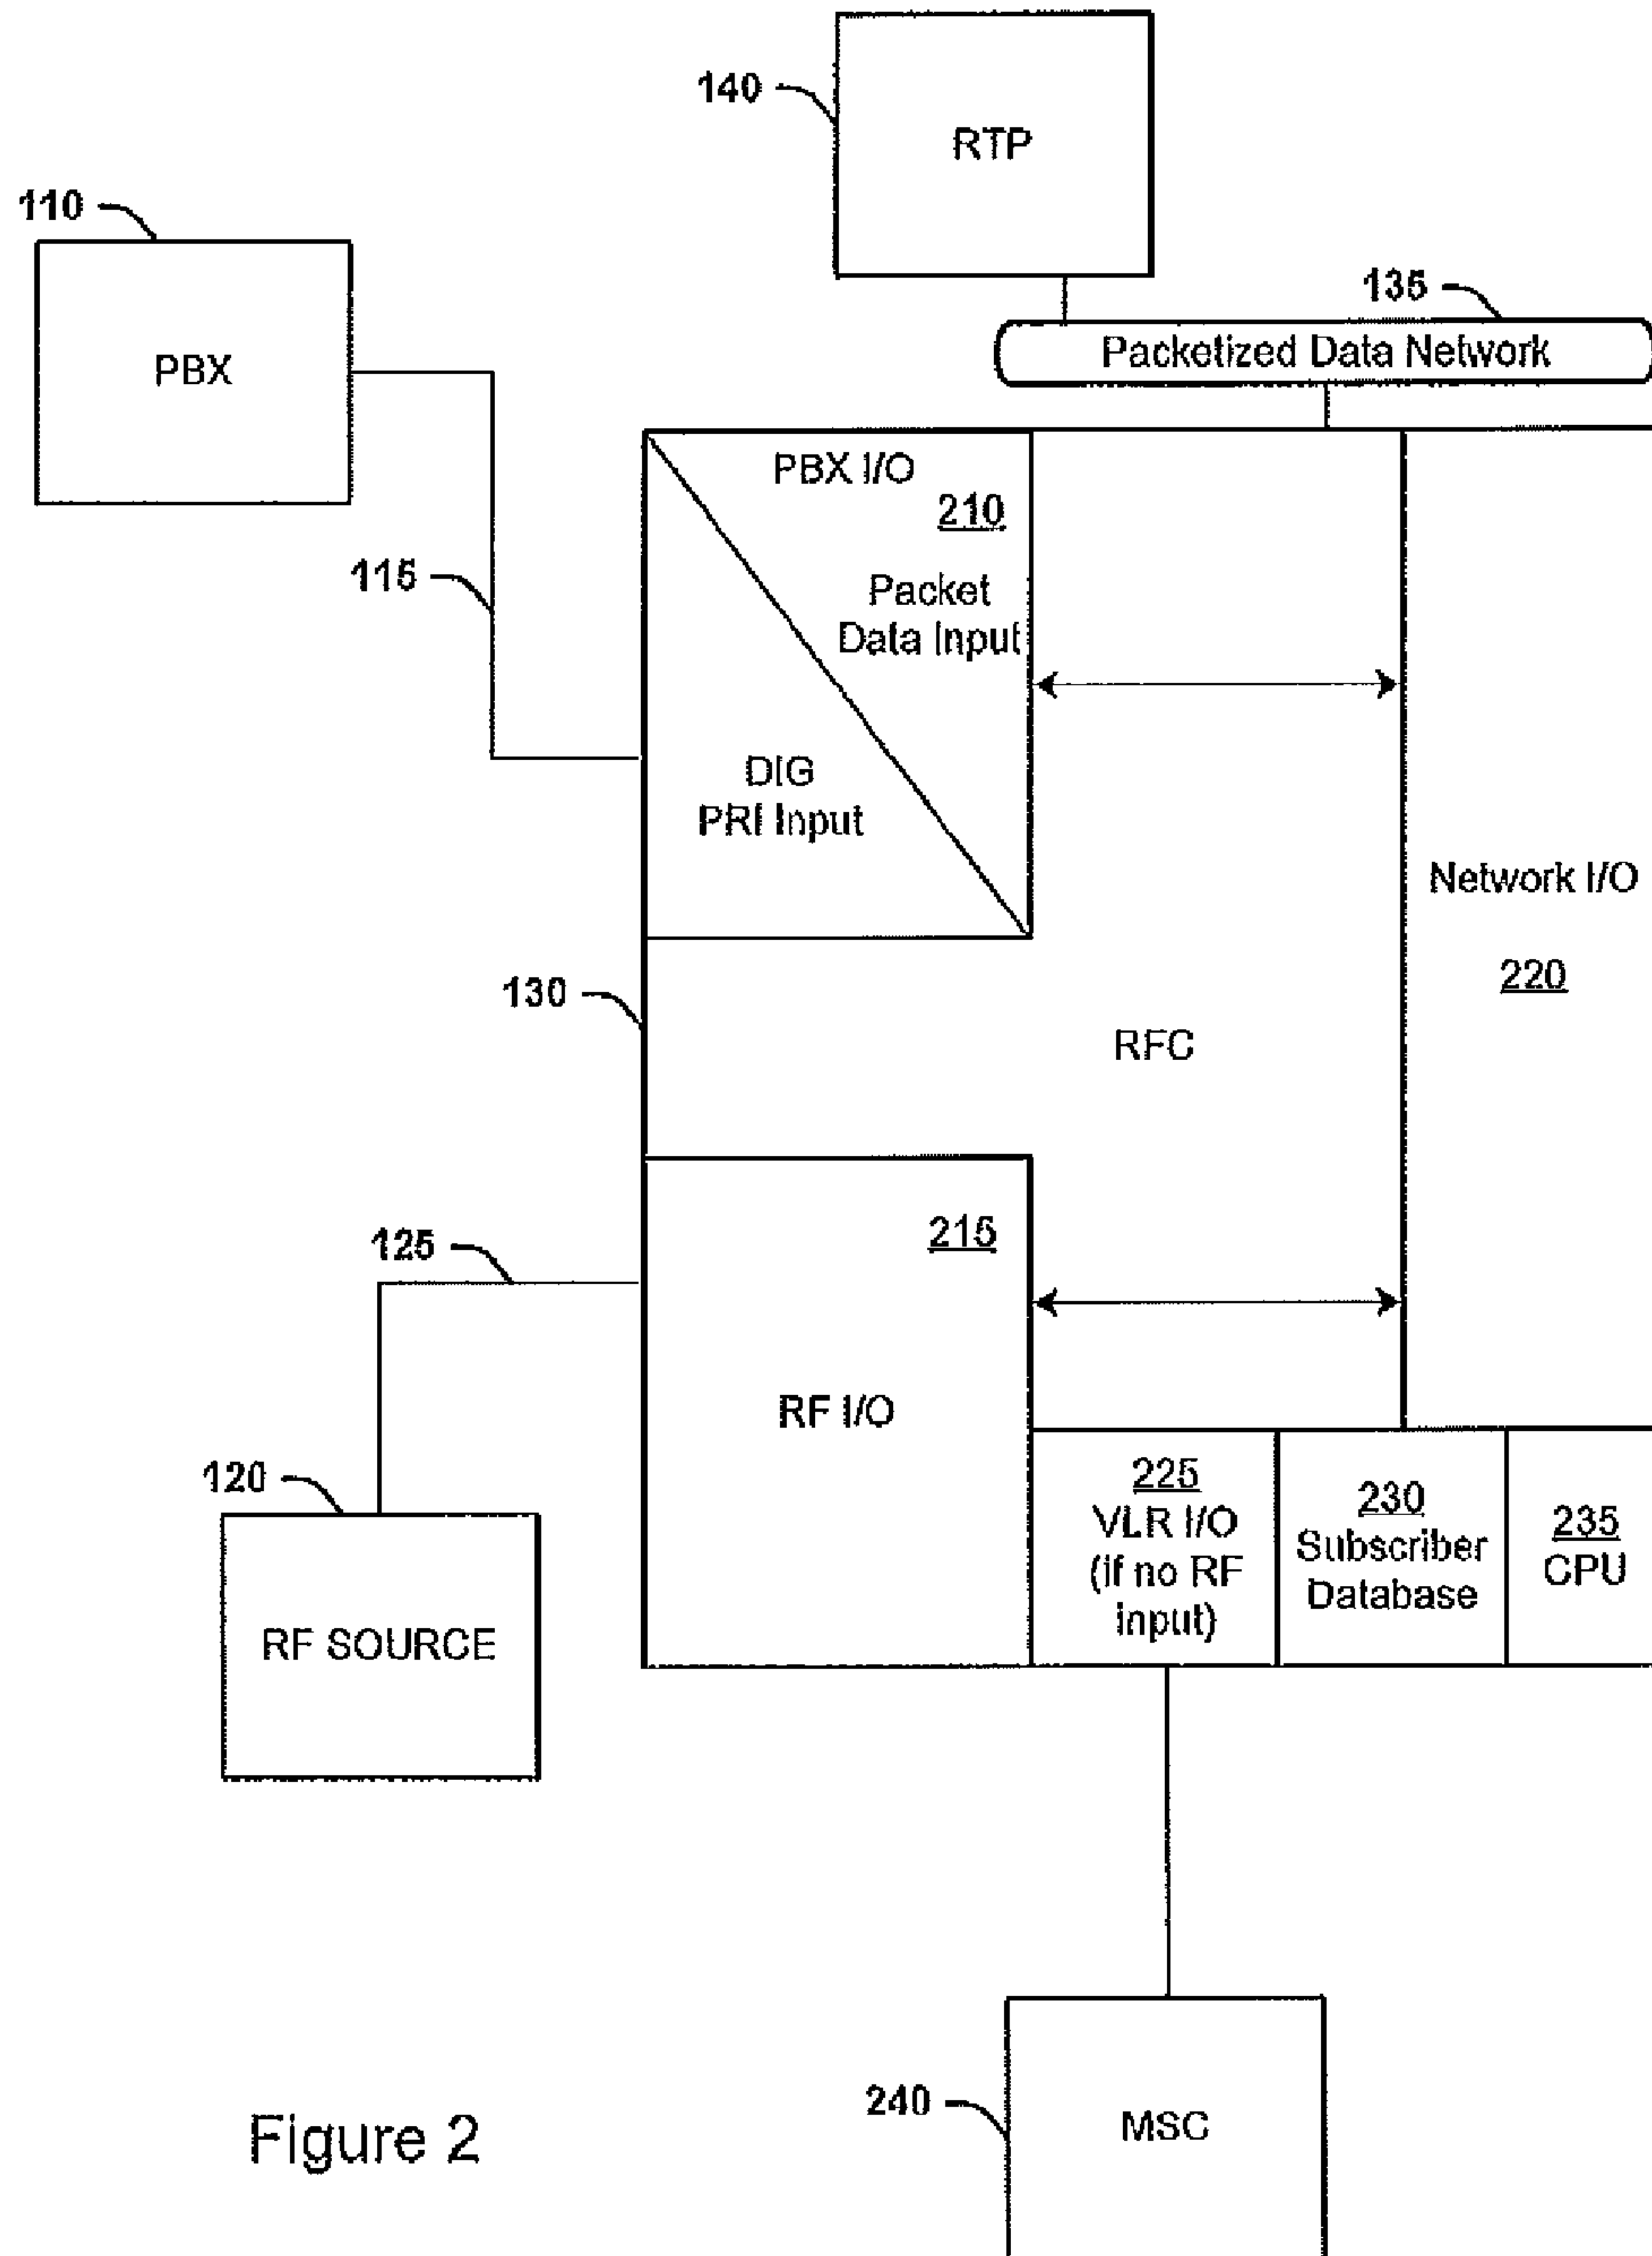 140
RTP
110
PBX
135
Packetized Data Network
PBX I/O
210
115
Packet
Data Input
DIG
PRI Input
Network I/O
220
130
RFC
215
125
RF I/O
120
RF SOURCE
225
VLR I/O
(if no RF
input)
230
Subscriber
Database
235
CPU
240
MSC
Figure 2